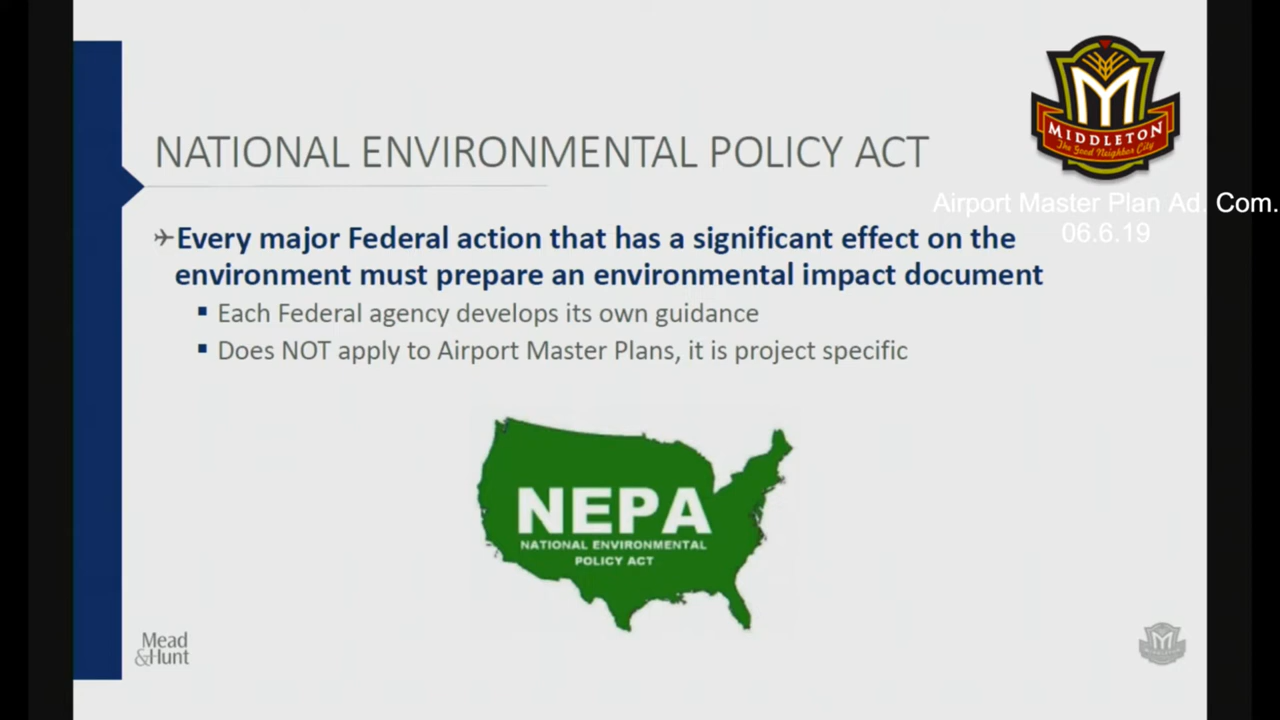 MIDDLETON
The Good Neighbor City
NATIONAL ENVIRONMENTAL POLICY ACT
Airport Master Plan Ad. Com.
06.6.19
Every major Federal action that has a significant effect on the
environment must prepare an environmental impact document
Each Federal agency develops its own guidance
Does NOT apply to Airport Master Plans, it is project specific
NEPA
NATIONAL ENVIRONMENTAL
POLICY ACT
Mead
&Hunt
MIDDLETON